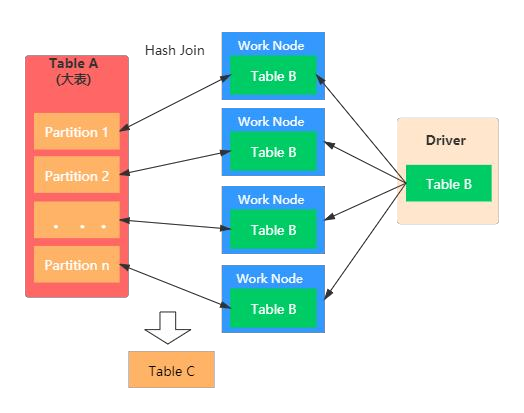 Table A
(大表)
Partition 1
Partition 2
. . .
Partition n
Hash Join
Work Node
Table B
Work Node
Table B
Work Node
Table B
Work Node
Table B
Driver
Table B
Table C